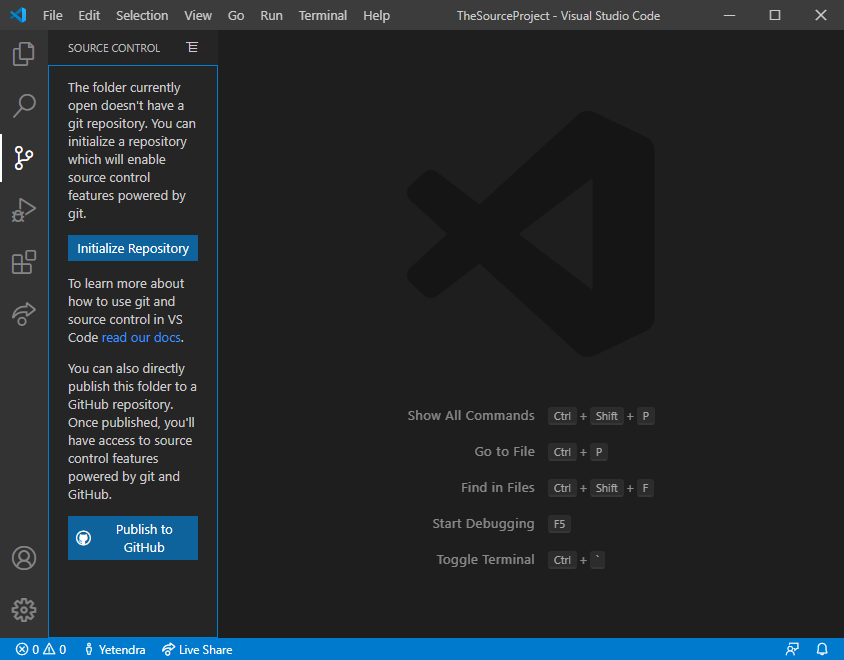 File Edit Selection View Go Run Terminal Help TheSourceProject - Visual Studio Code
SOURCE CONTROL
The folder currently
open doesn't have a
git repository. You can
initialize a repository
which will enable
source control
features powered by
git.
Initialize Repository
To learn more about
how to use git and
source control in VS
Code read our docs.
You can also directly
publish this folder to a
GitHub repository.
Once published, you'll
have access to source
control features
powered by git and
GitHub.
Publish to
GitHub
Show All Commands Ctrl + Shift + P
Go to File Ctrl + P
Find in Files Ctrl + Shift + F
Start Debugging F5
Toggle Terminal Ctrl + `
0 0 Yetendra Live Share